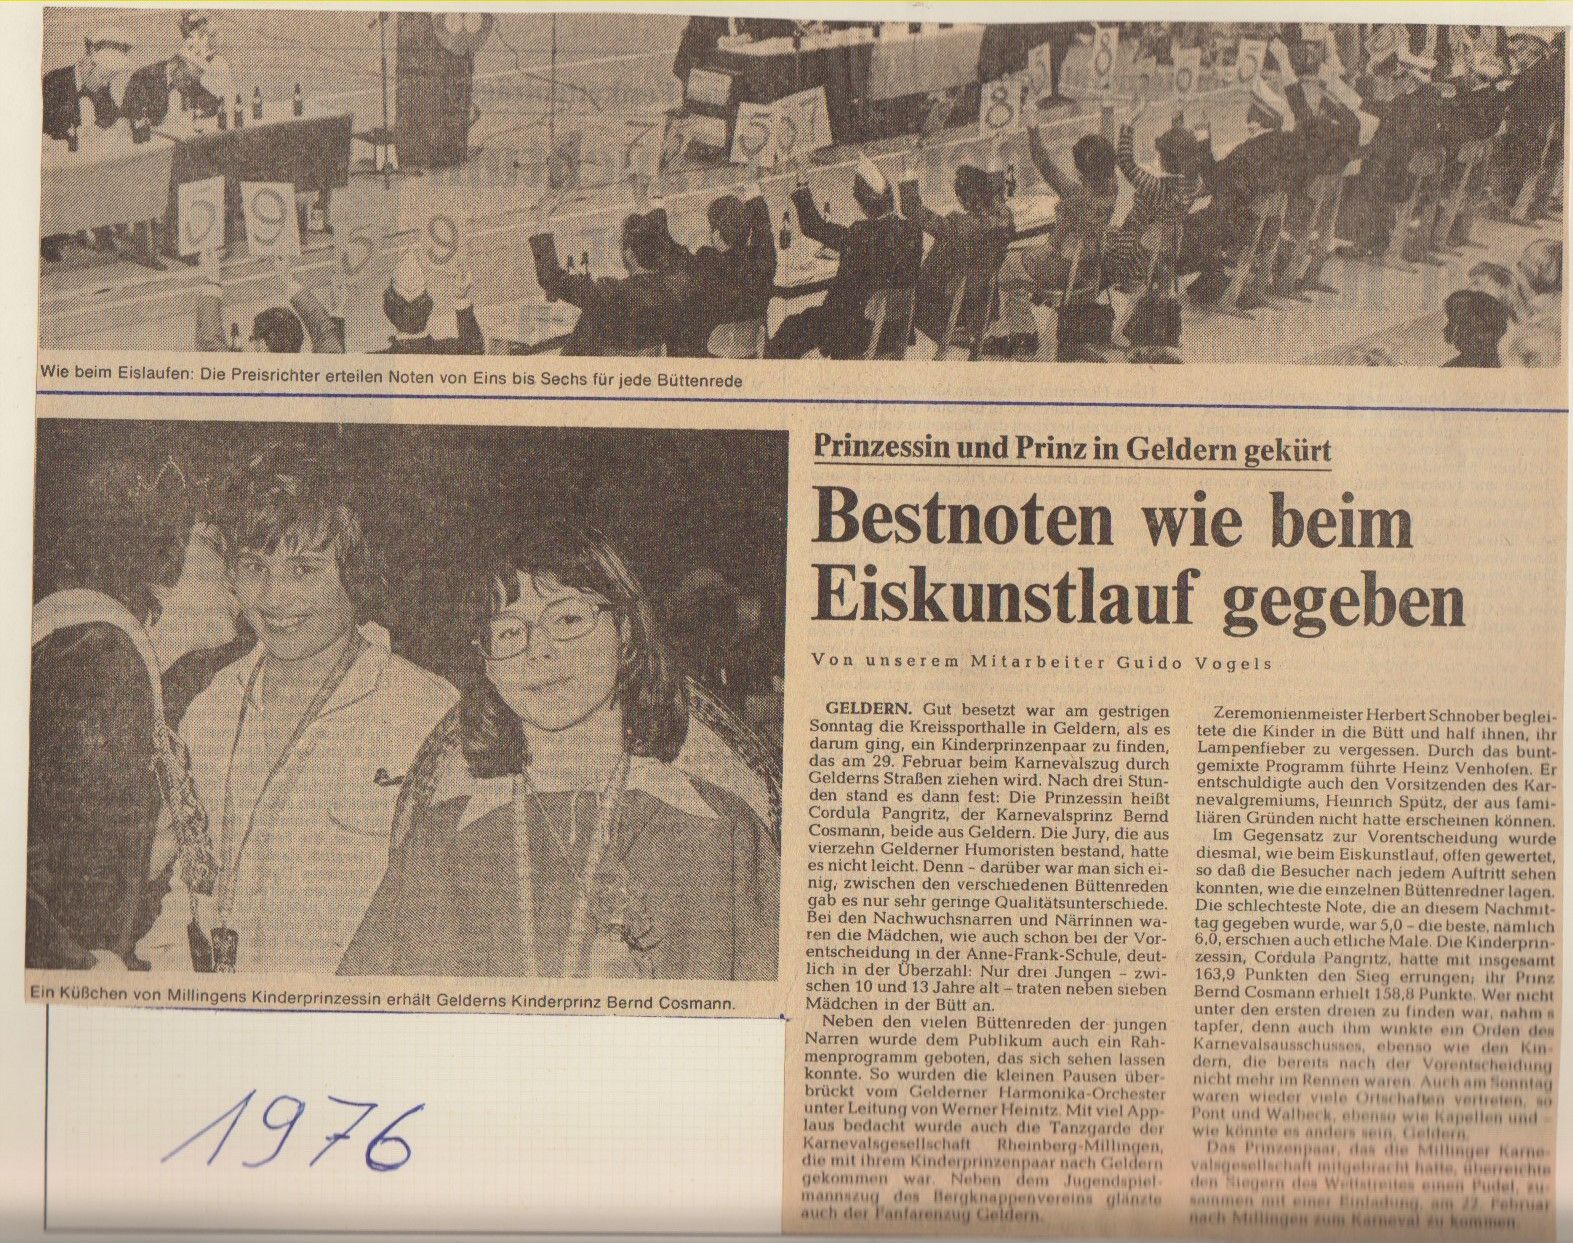 5 9 5 9 5 7 8 5 8 6 5
Wie beim Eislaufen: Die Preisrichter erteilen Noten von Eins bis Sechs für jede Büttenrede
Ein Küßchen von Millingens Kinderprinzessin erhält Gelderns Kinderprinz Bernd Cosmann.
1976
Prinzessin und Prinz in Geldern gekürt
Bestnoten wie beim
Eiskunstlauf gegeben
Von unserem Mitarbeiter Guido Vogels
GELDERN. Gut besetzt war am gestrigen
Sonntag die Kreissporthalle in Geldern, als es
darum ging, ein Kinderprinzenpaar zu finden,
das am 29. Februar beim Karnevalszug durch
Gelderns Straßen ziehen wird. Nach drei Stun-
den stand es dann fest: Die Prinzessin heißt
Cordula Pangritz, der Karnevalsprinz Bernd
Cosmann, beide aus Geldern. Die Jury, die aus
vierzehn Gelderner Humoristen bestand, hatte
es nicht leicht. Denn – darüber war man sich ei-
nig, zwischen den verschiedenen Büttenreden
gab es nur sehr geringe Qualitätsunterschiede.
Bei den Nachwuchsnarren und Närrinnen wa-
ren die Mädchen, wie auch schon bei der Vor-
entscheidung in der Anne-Frank-Schule, deut-
lich in der Überzahl: Nur drei Jungen – zwi-
schen 10 und 13 Jahre alt – traten neben sieben
Mädchen in der Bütt an.
Neben den vielen Büttenreden der jungen
Narren wurde dem Publikum auch ein Rah-
menprogramm geboten, das sich sehen lassen
konnte. So wurden die kleinen Pausen über-
brückt vom Gelderner Harmonika-Orchester
unter Leitung von Werner Heinitz. Mit viel App-
laus bedacht wurde auch die Tanzgarde der
Karnevalsgesellschaft Rheinberg-Millingen,
die mit ihrem Kinderprinzenpaar nach Geldern
gekommen war. Neben dem Jugendspiel-
mannszug des Bergknappenvereins glänzte
auch der Fanfarenzug Geldern.
Zeremonienmeister Herbert Schnober beglei-
tete die Kinder in die Bütt und half ihnen, ihr
Lampenfieber zu vergessen. Durch das bunt-
gemixte Programm führte Heinz Venhofen. Er
entschuldigte auch den Vorsitzenden des Kar-
nevalgremiums, Heinrich Spütz, der aus fami-
liären Gründen nicht hatte erscheinen können.
Im Gegensatz zur Vorentscheidung wurde
diesmal, wie beim Eiskunstlauf, offen gewertet,
so daß die Besucher nach jedem Auftritt sehen
konnten, wie die einzelnen Büttenredner lagen.
Die schlechteste Note, die an diesem Nachmit-
tag gegeben wurde, war 5,0 – die beste, nämlich
6,0, erschien auch etliche Male. Die Kinderprin-
zessin, Cordula Pangritz, hatte mit insgesamt
163,9 Punkten den Sieg errungen; ihr Prinz
Bernd Cosmann erhielt 158,8 Punkte. Wer nicht
unter den ersten dreien zu finden war, nahm s
tapfer, denn auch ihm winkte ein Orden des
Karnevalsausschusses, ebenso wie den Kin-
dern, die bereits nach der Vorentscheidung
nicht mehr im Rennen waren. Auch am Sonntag
waren wieder viele Ortschaften vertreten, so
Pont und Walbeck, ebenso wie Kapellen und –
wie könnte es anders sein, Geldern.
Das Prinzenpaar, das die Millinger Karne-
valsgesellschaft mitgebracht hatte, überreichte
den Siegern des Wettstreites einen Pudel, zu-
sammen mit einer Einladung, am 22. Februar
nach Millingen zum Karneval zu kommen.